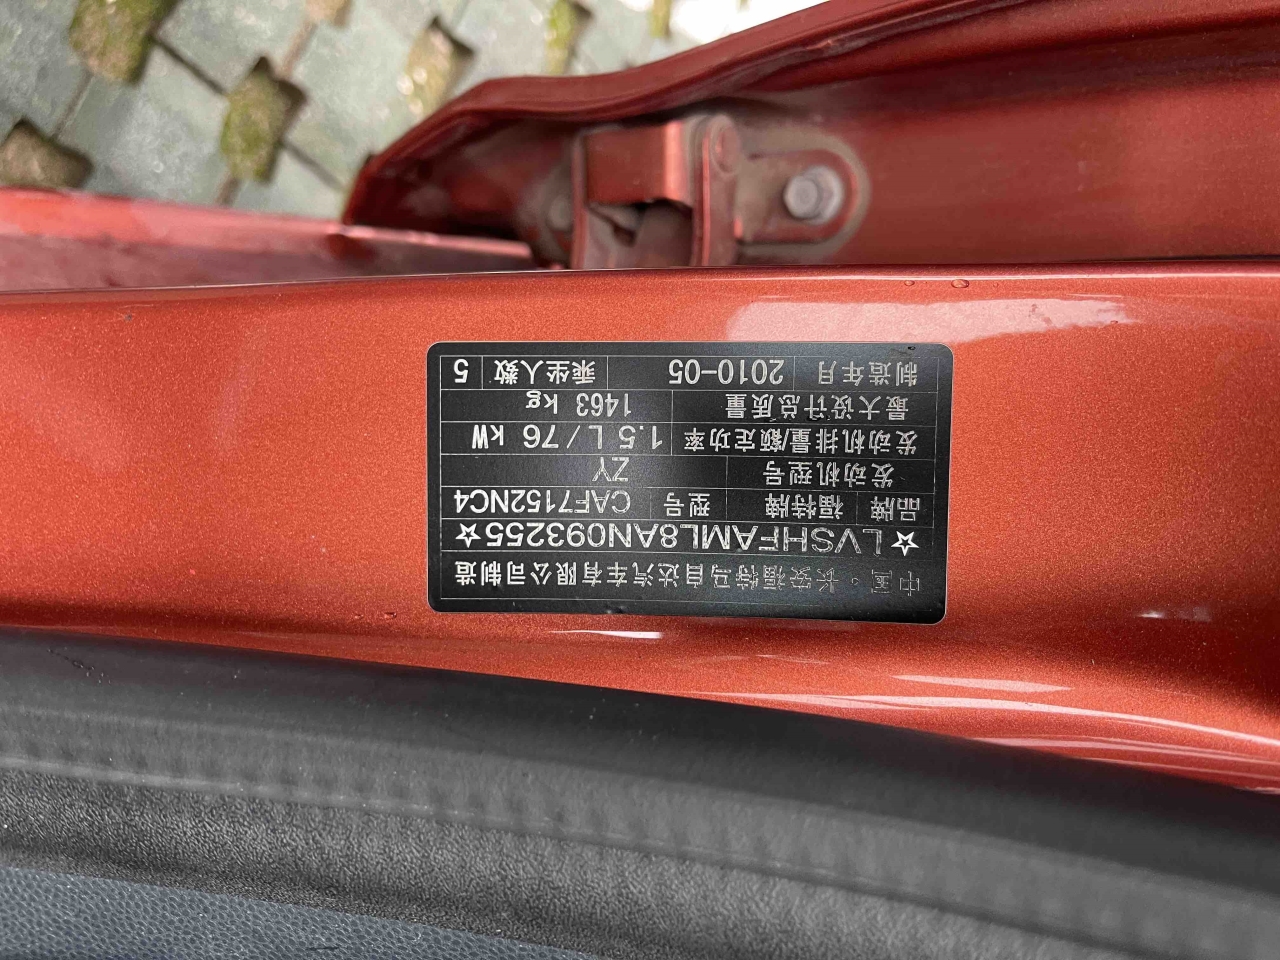 中国·长安福特马自达汽车有限公司制造
☆LVSHFAML8AN093255☆
品牌 福特牌 型号 CAF7152NC4
发动机型号 ZY
发动机排量/额定功率 1.5 L / 76 kW
最大设计总质量 1463 kg
制造年月 2010-05 乘坐人数 5